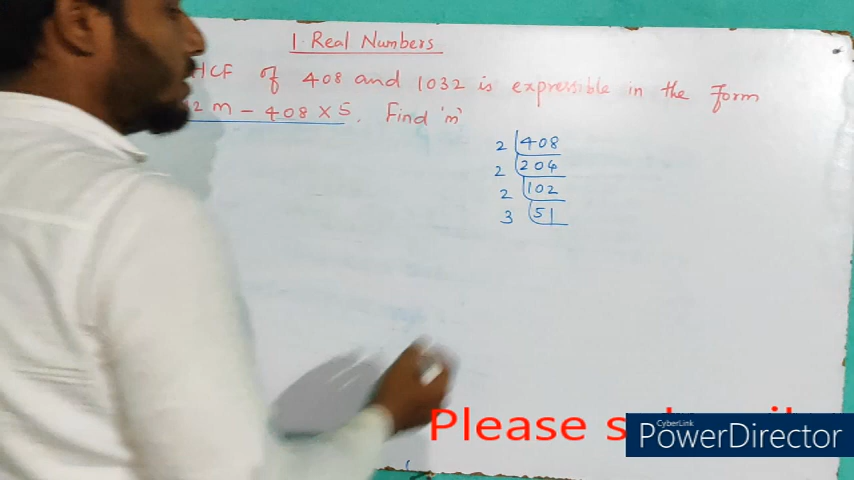 1. Real Numbers
HCF of 408 and 1032 is expressible in the form
2 m - 408 × 5. Find 'm'
2 408
2 204
2 102
3 51
Please
CyberLink
PowerDirector